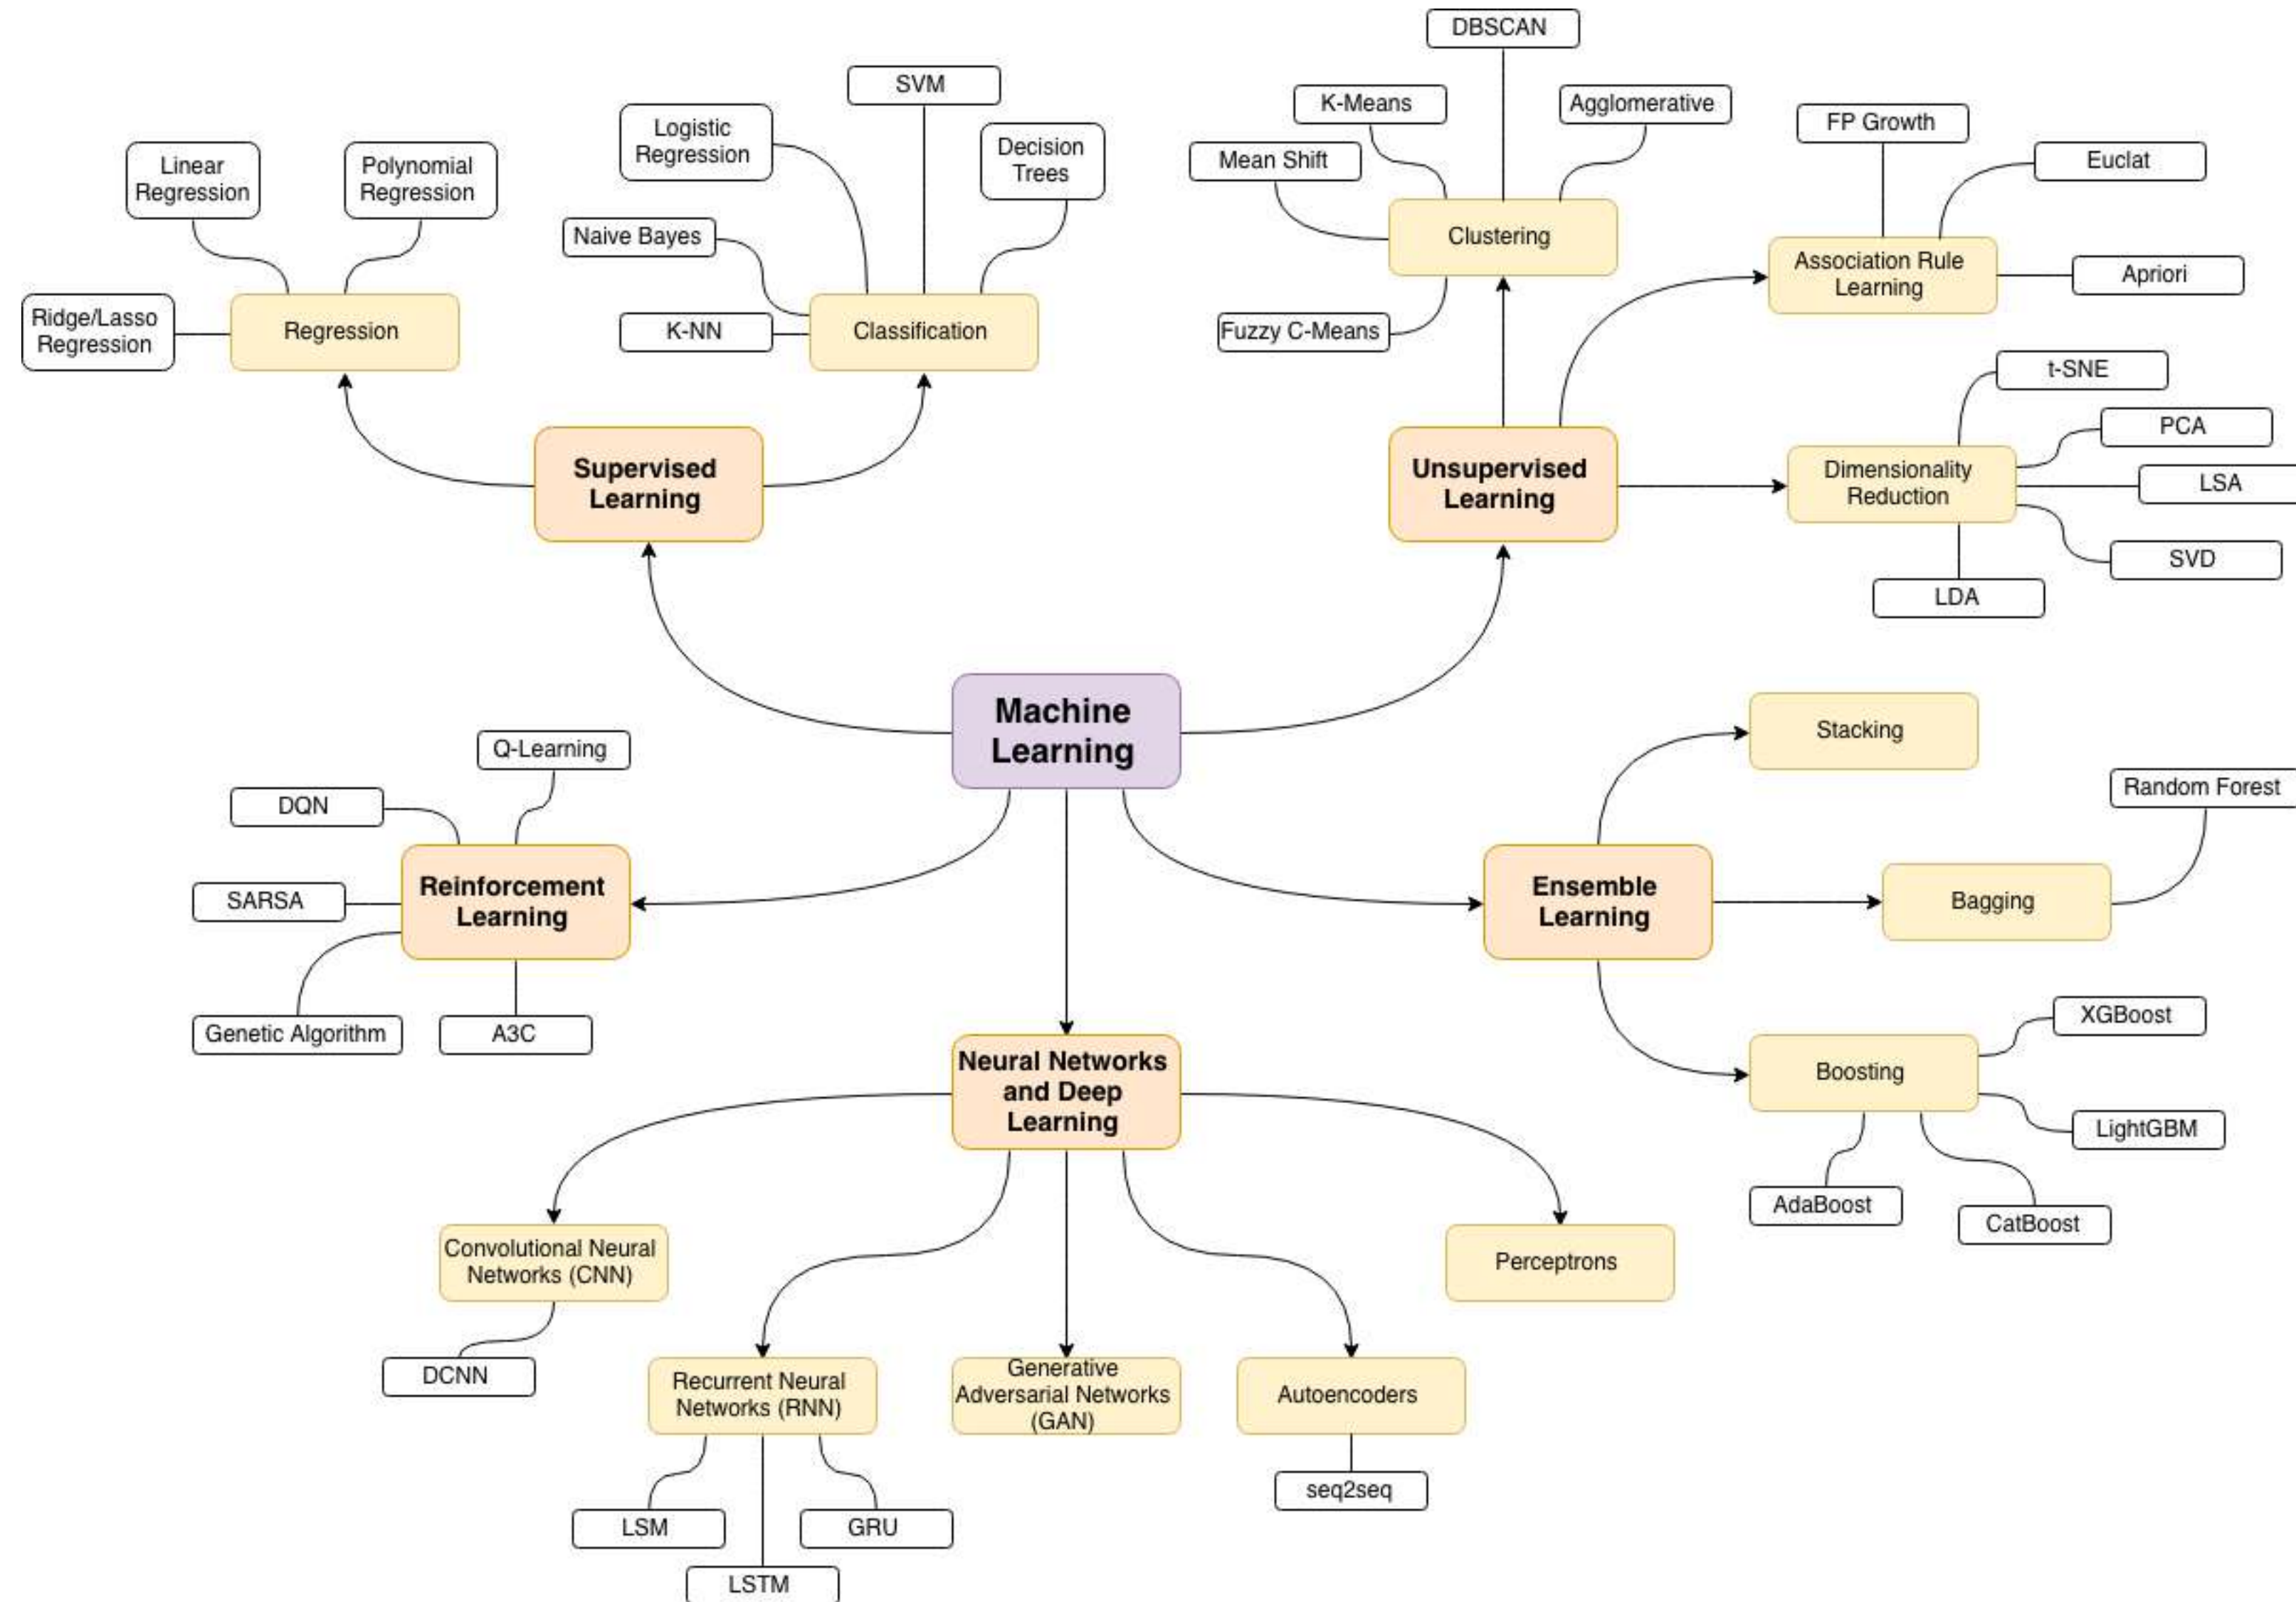 DBSCAN
SVM
K-Means
Agglomerative
Logistic
Regression
FP Growth
Decision
Trees
Linear
Regression
Polynomial
Regression
Mean Shift
Euclat
Naive Bayes
Clustering
Association Rule
Learning
Apriori
Ridge/Lasso
Regression
Regression
K-NN
Classification
Fuzzy C-Means
t-SNE
PCA
Supervised
Learning
Unsupervised
Learning
Dimensionality
Reduction
LSA
SVD
LDA
Machine
Learning
Stacking
Q-Learning
Random Forest
DQN
Reinforcement
Learning
SARSA
Ensemble
Learning
Bagging
Genetic Algorithm
A3C
XGBoost
Neural Networks
and Deep
Learning
Boosting
LightGBM
AdaBoost
CatBoost
Convolutional Neural
Networks (CNN)
Perceptrons
DCNN
Recurrent Neural
Networks (RNN)
Generative
Adversarial Networks
(GAN)
Autoencoders
seq2seq
LSM
GRU
LSTM